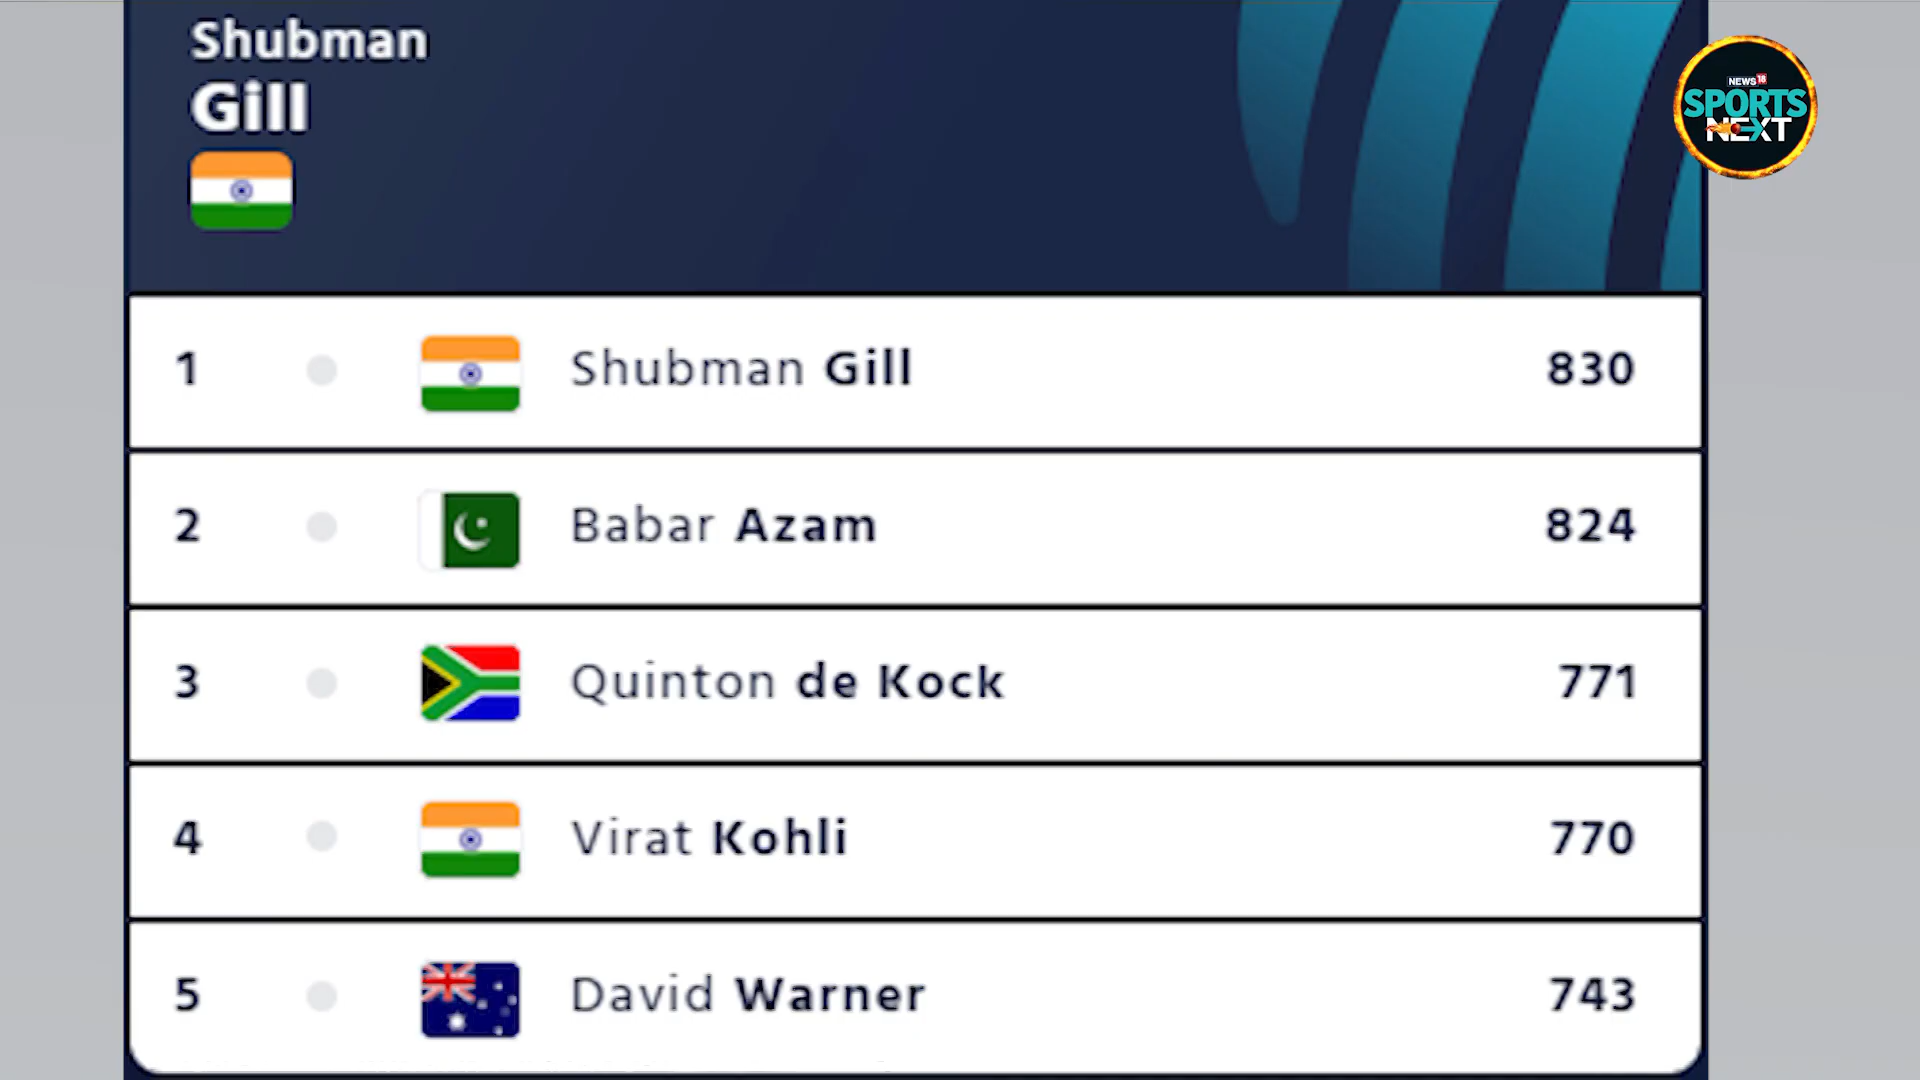 Shubman
Gill
NEWS18
SPORTS
NEXT
1 Shubman Gill 830
2 Babar Azam 824
3 Quinton de Kock 771
4 Virat Kohli 770
5 David Warner 743